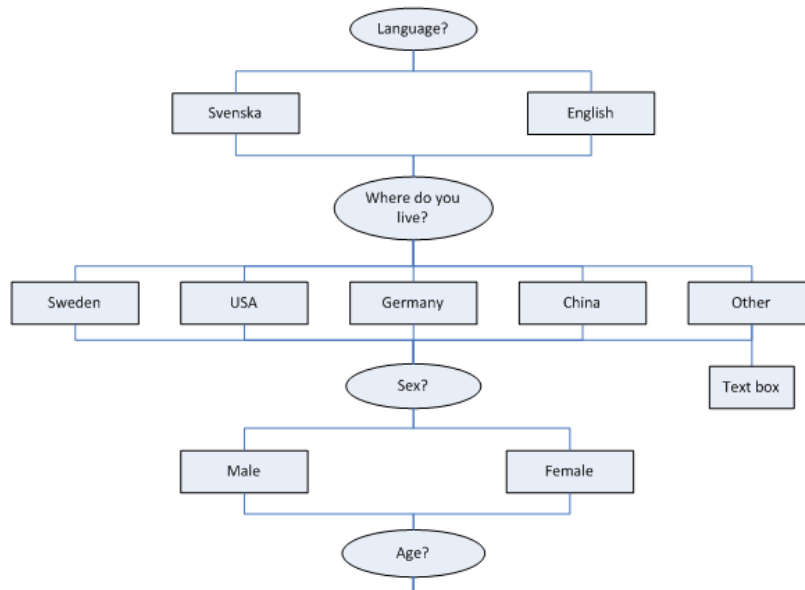 Language?
Svenska
English
Where do you
live?
Sweden
USA
Germany
China
Other
Sex?
Text box
Male
Female
Age?